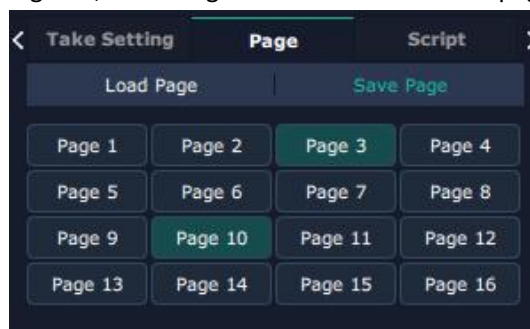 Take Setting Page Script
Load Page Save Page
Page 1 Page 2 Page 3 Page 4
Page 5 Page 6 Page 7 Page 8
Page 9 Page 10 Page 11 Page 12
Page 13 Page 14 Page 15 Page 16